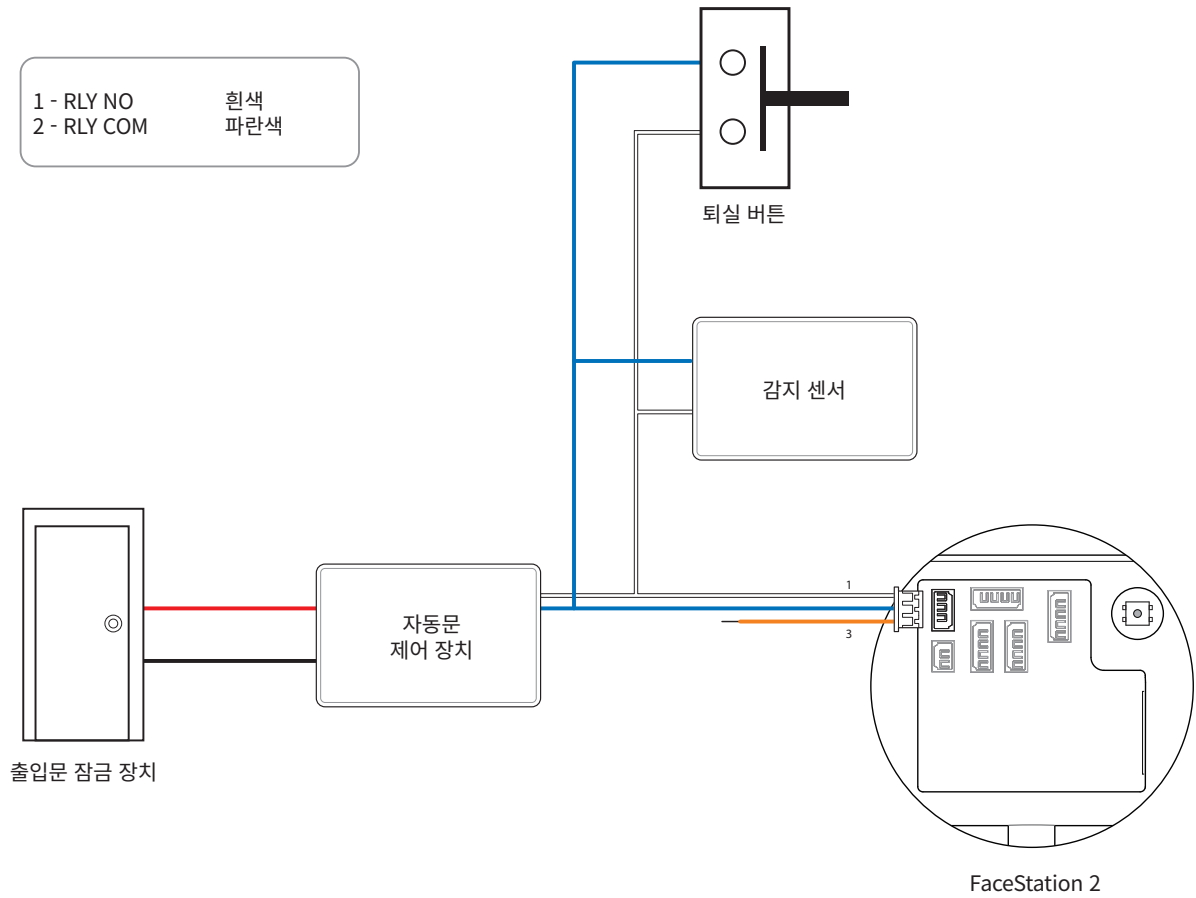 1 - RLY NO 흰색
2 - RLY COM 파란색
퇴실 버튼
감지 센서
1
3
자동문
제어 장치
출입문 잠금 장치
FaceStation 2